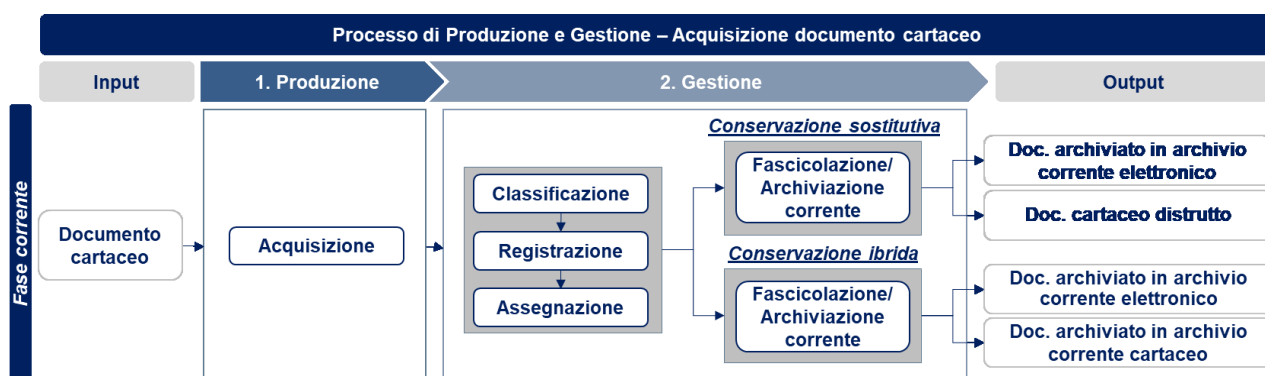 Processo di Produzione e Gestione – Acquisizione documento cartaceo
Input
1. Produzione
2. Gestione
Output
Fase corrente
Documento
cartaceo
Acquisizione
Classificazione
Registrazione
Assegnazione
Conservazione sostitutiva
Fascicolazione/
Archiviazione
corrente
Conservazione ibrida
Fascicolazione/
Archiviazione
corrente
Doc. archiviato in archivio
corrente elettronico
Doc. cartaceo distrutto
Doc. archiviato in archivio
corrente elettronico
Doc. archiviato in archivio
corrente cartaceo